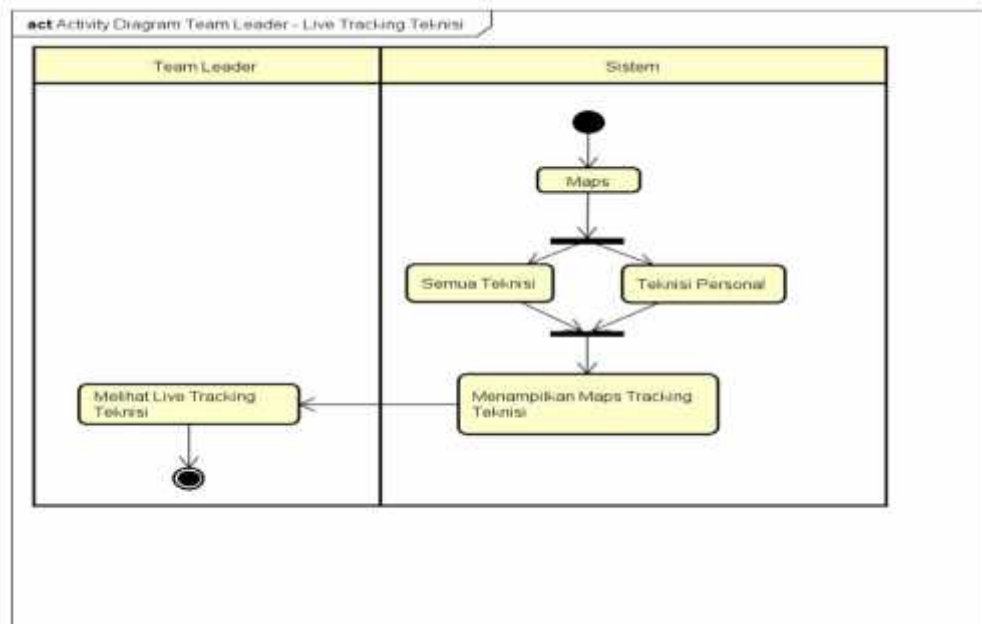 act Activity Diagram Team Leader - Live Tracking Teknisi
Team Leader
Sistem
Maps
Semua Teknisi
Teknisi Personal
Melihat Live Tracking
Teknisi
Menampilkan Maps Tracking
Teknisi